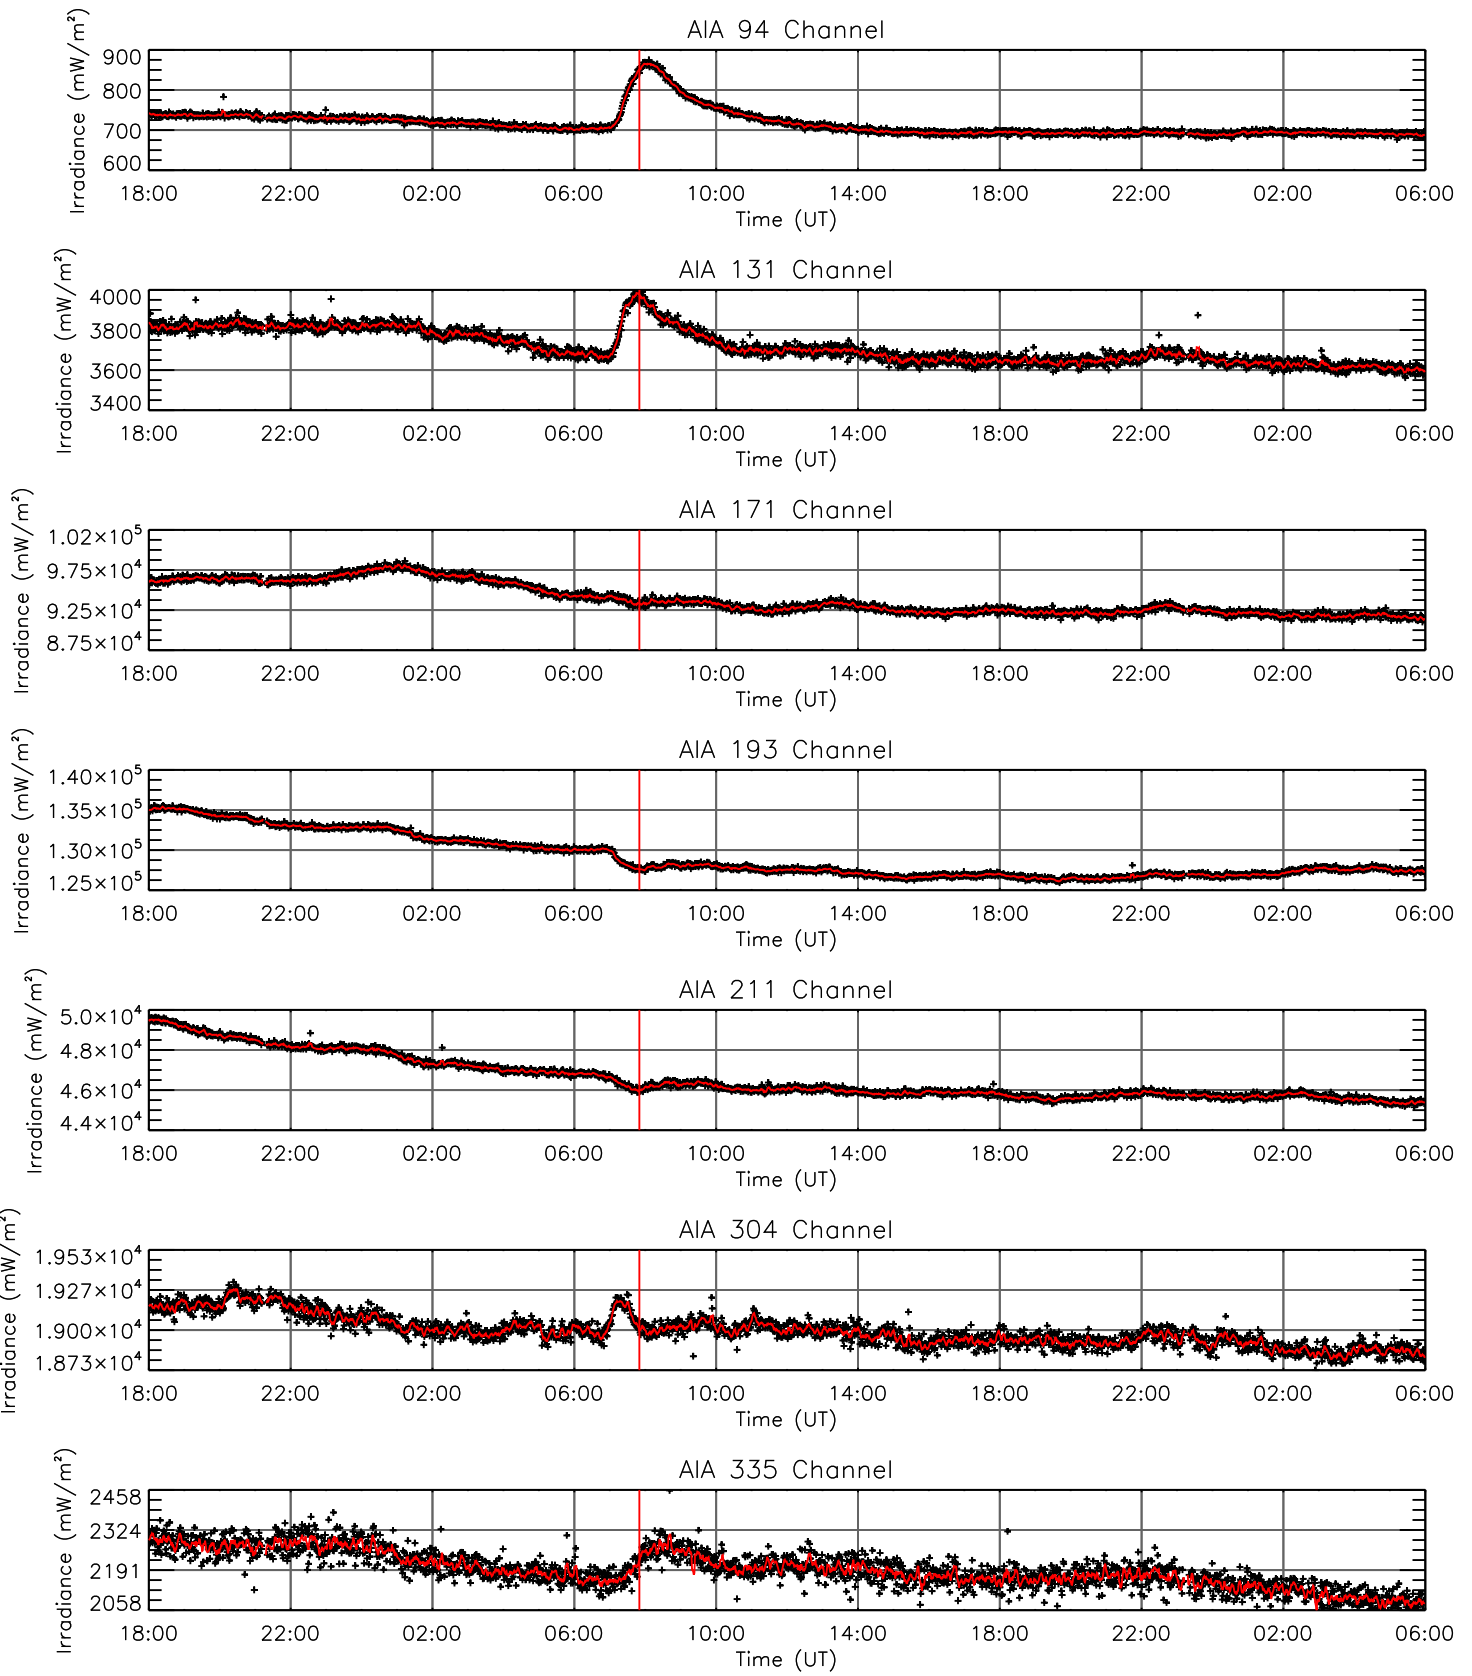 AIA 94 Channel
Irradiance (mW/m²)
900
800
700
600
18:00 22:00 02:00 06:00 10:00 14:00 18:00 22:00 02:00 06:00
Time (UT)
AIA 131 Channel
Irradiance (mW/m²)
4000
3800
3600
3400
18:00 22:00 02:00 06:00 10:00 14:00 18:00 22:00 02:00 06:00
Time (UT)
AIA 171 Channel
Irradiance (mW/m²)
1.02×10⁵
9.75×10⁴
9.25×10⁴
8.75×10⁴
18:00 22:00 02:00 06:00 10:00 14:00 18:00 22:00 02:00 06:00
Time (UT)
AIA 193 Channel
Irradiance (mW/m²)
1.40×10⁵
1.35×10⁵
1.30×10⁵
1.25×10⁵
18:00 22:00 02:00 06:00 10:00 14:00 18:00 22:00 02:00 06:00
Time (UT)
AIA 211 Channel
Irradiance (mW/m²)
5.0×10⁴
4.8×10⁴
4.6×10⁴
4.4×10⁴
18:00 22:00 02:00 06:00 10:00 14:00 18:00 22:00 02:00 06:00
Time (UT)
AIA 304 Channel
Irradiance (mW/m²)
1.953×10⁴
1.927×10⁴
1.900×10⁴
1.873×10⁴
18:00 22:00 02:00 06:00 10:00 14:00 18:00 22:00 02:00 06:00
Time (UT)
AIA 335 Channel
Irradiance (mW/m²)
2458
2324
2191
2058
18:00 22:00 02:00 06:00 10:00 14:00 18:00 22:00 02:00 06:00
Time (UT)